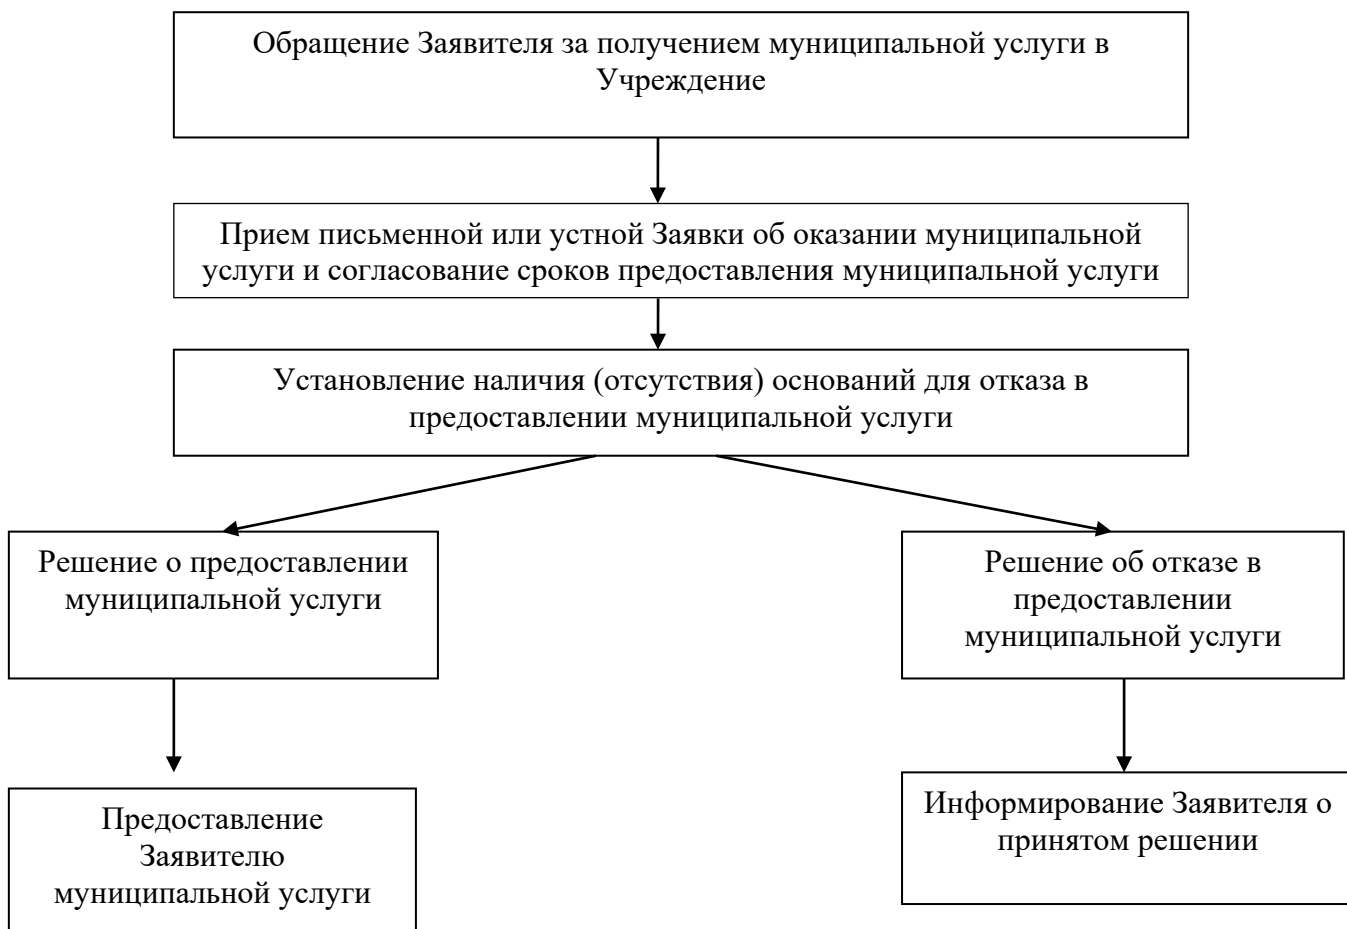 Обращение Заявителя за получением муниципальной услуги в
Учреждение
Прием письменной или устной Заявки об оказании муниципальной
услуги и согласование сроков предоставления муниципальной услуги
Установление наличия (отсутствия) оснований для отказа в
предоставлении муниципальной услуги
Решение о предоставлении
муниципальной услуги
Решение об отказе в
предоставлении
муниципальной услуги
Предоставление
Заявителю
муниципальной услуги
Информирование Заявителя о
принятом решении